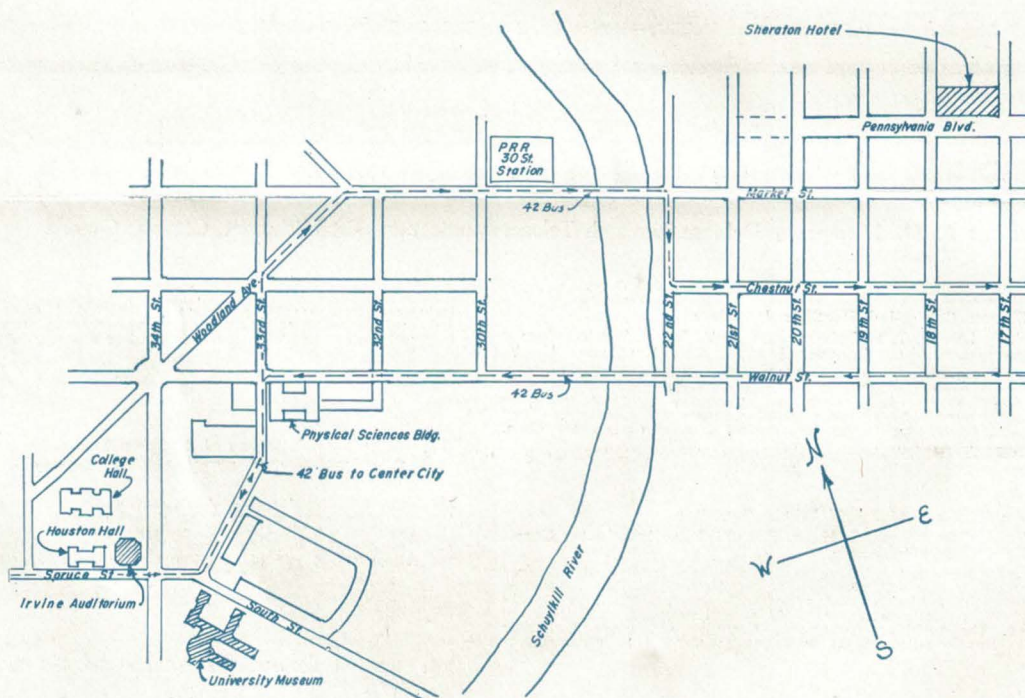 Sheraton Hotel
Pennsylvania Blvd.
PRR
30 St.
Station
Market St.
42 Bus
Chestnut St.
34th St.
Woodland Ave.
33rd St.
32nd St.
30th St.
22nd St.
21st St.
20th St.
19th St.
18th St.
17th St.
Walnut St.
42 Bus
Physical Sciences Bldg.
College
Hall
42 Bus to Center City
Houston Hall
Spruce St
Irvine Auditorium
South St.
University Museum
Schuylkill River
N
E
W
S